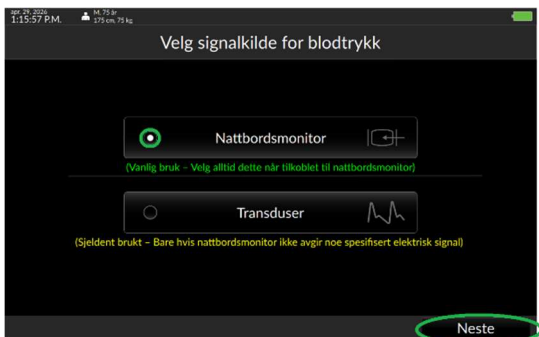 apr. 29, 2026
1:15:57 P.M.
M, 75 år
175 cm, 75 kg
Velg signalkilde for blodtrykk
Nattbordsmonitor
(Vanlig bruk – Velg alltid dette når tilkoblet til nattbordsmonitor)
Transduser
(Sjeldent brukt – Bare hvis nattbordsmonitor ikke avgir noe spesifisert elektrisk signal)
Neste